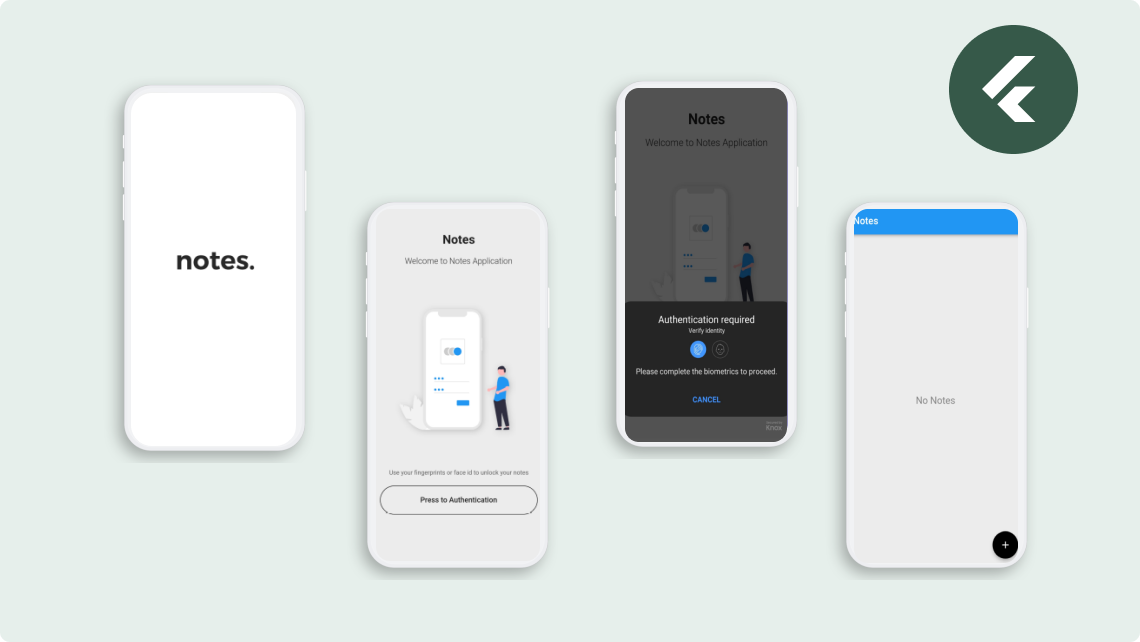 notes.
Notes
Welcome to Notes Application
Use your fingerprints or face id to unlock your notes
Press to Authentication
Notes
Welcome to Notes Application
Authentication required
Verify identity
Please complete the biometrics to proceed.
CANCEL
Knox
Notes
No Notes
+